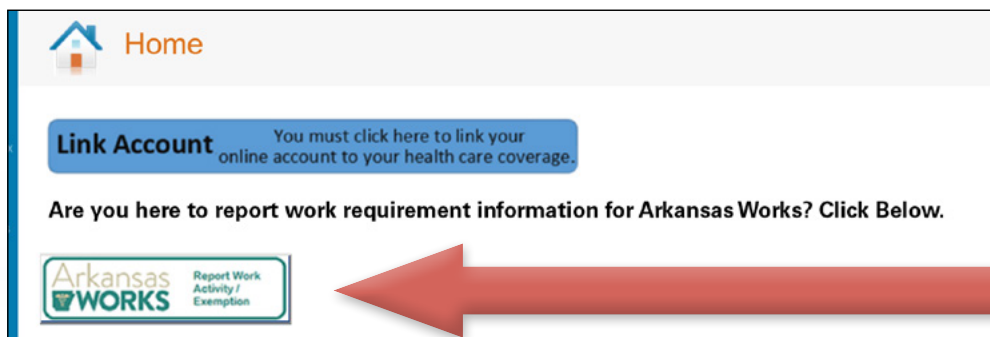 Home
Link Account You must click here to link your
online account to your health care coverage.
Are you here to report work requirement information for Arkansas Works? Click Below.
Arkansas
WORKS
Report Work
Activity /
Exemption